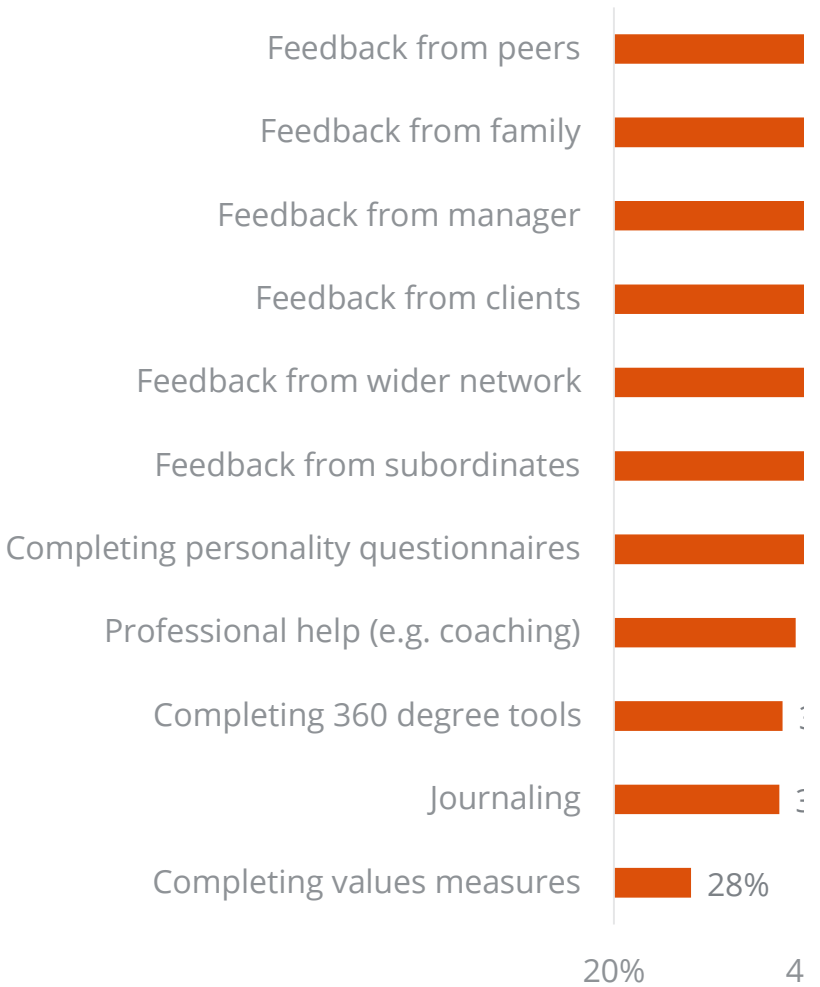 Feedback from peers
Feedback from family
Feedback from manager
Feedback from clients
Feedback from wider network
Feedback from subordinates
Completing personality questionnaires
Professional help (e.g. coaching)
Completing 360 degree tools
Journaling
Completing values measures 28%
20% 4